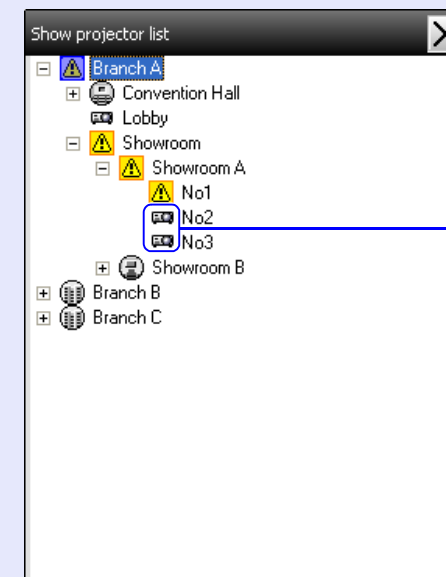 Show projector list
Branch A
Convention Hall
Lobby
Showroom
Showroom A
No1
No2
No3
Showroom B
Branch B
Branch C